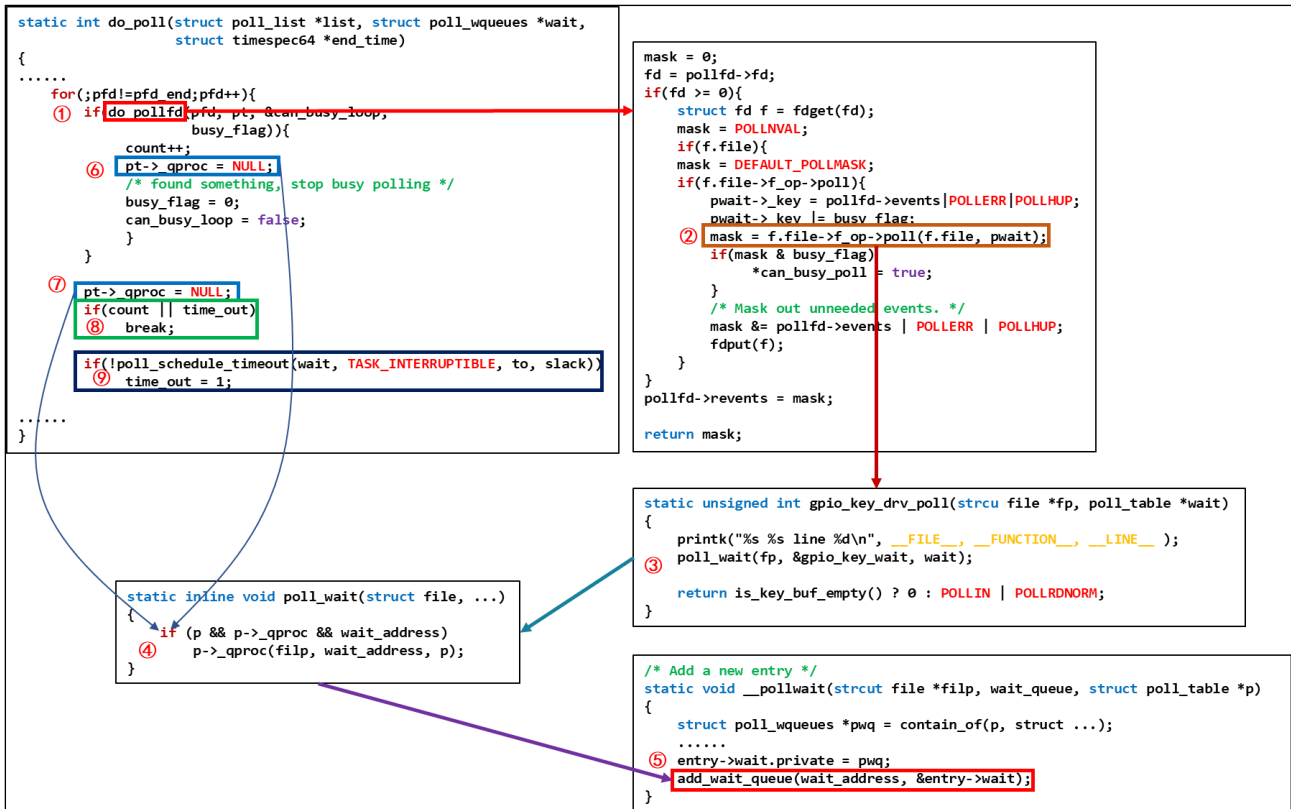 static int do_poll(struct poll_list *list, struct poll_wqueues *wait,
struct timespec64 *end_time)
{
......
for(;pfd!=pfd_end;pfd++){
① if(do_pollfd(pfd, pt, &can_busy_loop,
busy_flag)){
count++;
⑥ pt->_qproc = NULL;
/* found something, stop busy polling */
busy_flag = 0;
can_busy_loop = false;
}
}
⑦ pt->_qproc = NULL;
if(count || time_out)
⑧ break;
if(!poll_schedule_timeout(wait, TASK_INTERRUPTIBLE, to, slack))
⑨ time_out = 1;
......
}
mask = 0;
fd = pollfd->fd;
if(fd >= 0){
struct fd f = fdget(fd);
mask = POLLNVAL;
if(f.file){
mask = DEFAULT_POLLMASK;
if(f.file->f_op->poll){
pwait->_key = pollfd->events|POLLERR|POLLHUP;
pwait->_key |= busy_flag;
② mask = f.file->f_op->poll(f.file, pwait);
if(mask & busy_flag)
*can_busy_poll = true;
}
/* Mask out unneeded events. */
mask &= pollfd->events | POLLERR | POLLHUP;
fdput(f);
}
}
pollfd->revents = mask;
return mask;
static unsigned int gpio_key_drv_poll(strcu file *fp, poll_table *wait)
{
printk("%s %s line %d\n", __FILE__, __FUNCTION__, __LINE__ );
③ poll_wait(fp, &gpio_key_wait, wait);
return is_key_buf_empty() ? 0 : POLLIN | POLLRDNORM;
}
static inline void poll_wait(struct file, ...)
{
if (p && p->_qproc && wait_address)
④ p->_qproc(filp, wait_address, p);
}
/* Add a new entry */
static void __pollwait(strcut file *filp, wait_queue, struct poll_table *p)
{
struct poll_wqueues *pwq = contain_of(p, struct ...);
......
⑤ entry->wait.private = pwq;
add_wait_queue(wait_address, &entry->wait);
}